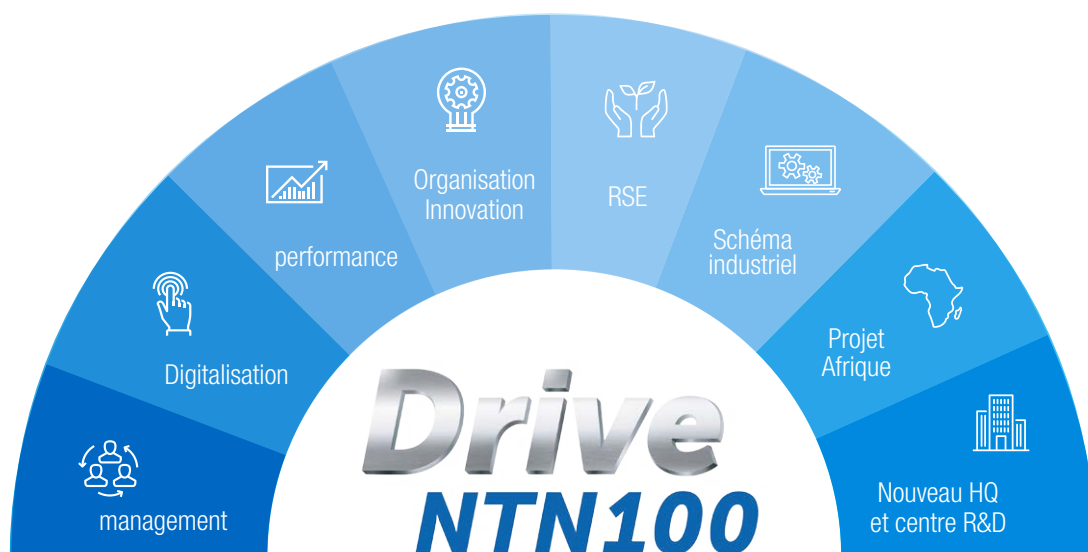 management
Digitalisation
performance
Organisation
Innovation
RSE
Schéma
industriel
Projet
Afrique
Nouveau HQ
et centre R&D
Drive
NTN100